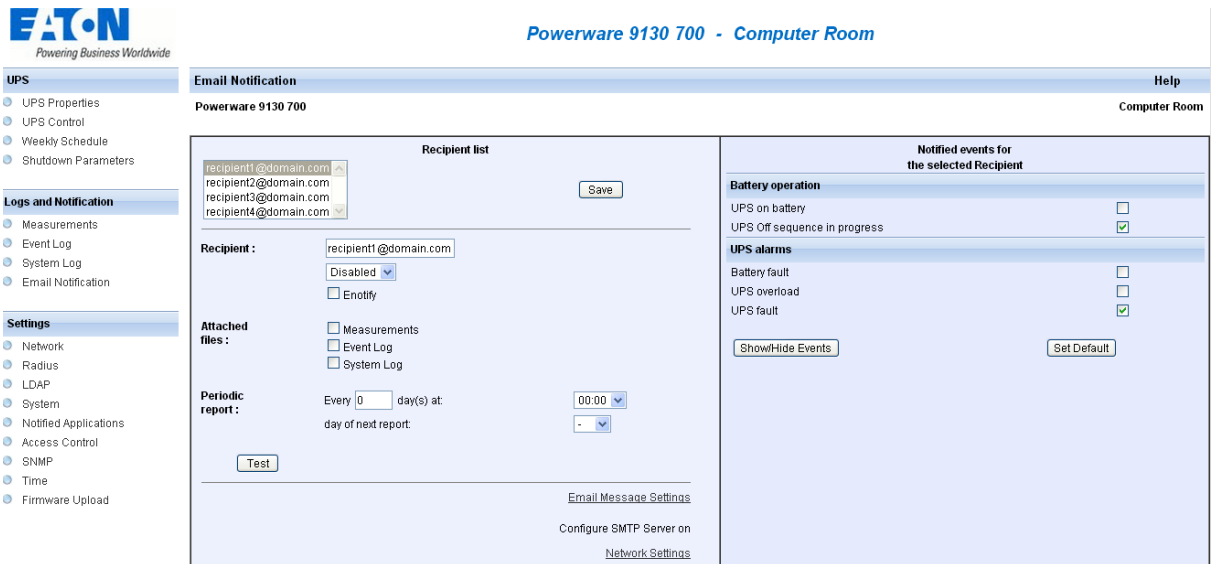 EATON
Powering Business Worldwide
Powerware 9130 700 - Computer Room
UPS
UPS Properties
UPS Control
Weekly Schedule
Shutdown Parameters
Logs and Notification
Measurements
Event Log
System Log
Email Notification
Settings
Network
Radius
LDAP
System
Notified Applications
Access Control
SNMP
Time
Firmware Upload
Email Notification Help
Powerware 9130 700 Computer Room
Recipient list
recipient1@domain.com
recipient2@domain.com
recipient3@domain.com
recipient4@domain.com
Save
Recipient : recipient1@domain.com
Disabled
Enotify
Attached
files :
Measurements
Event Log
System Log
Periodic
report :
Every 0 day(s) at: 00:00
day of next report: -
Test
Email Message Settings
Configure SMTP Server on
Network Settings
Notified events for
the selected Recipient
Battery operation
UPS on battery
UPS Off sequence in progress
UPS alarms
Battery fault
UPS overload
UPS fault
Show/Hide Events Set Default